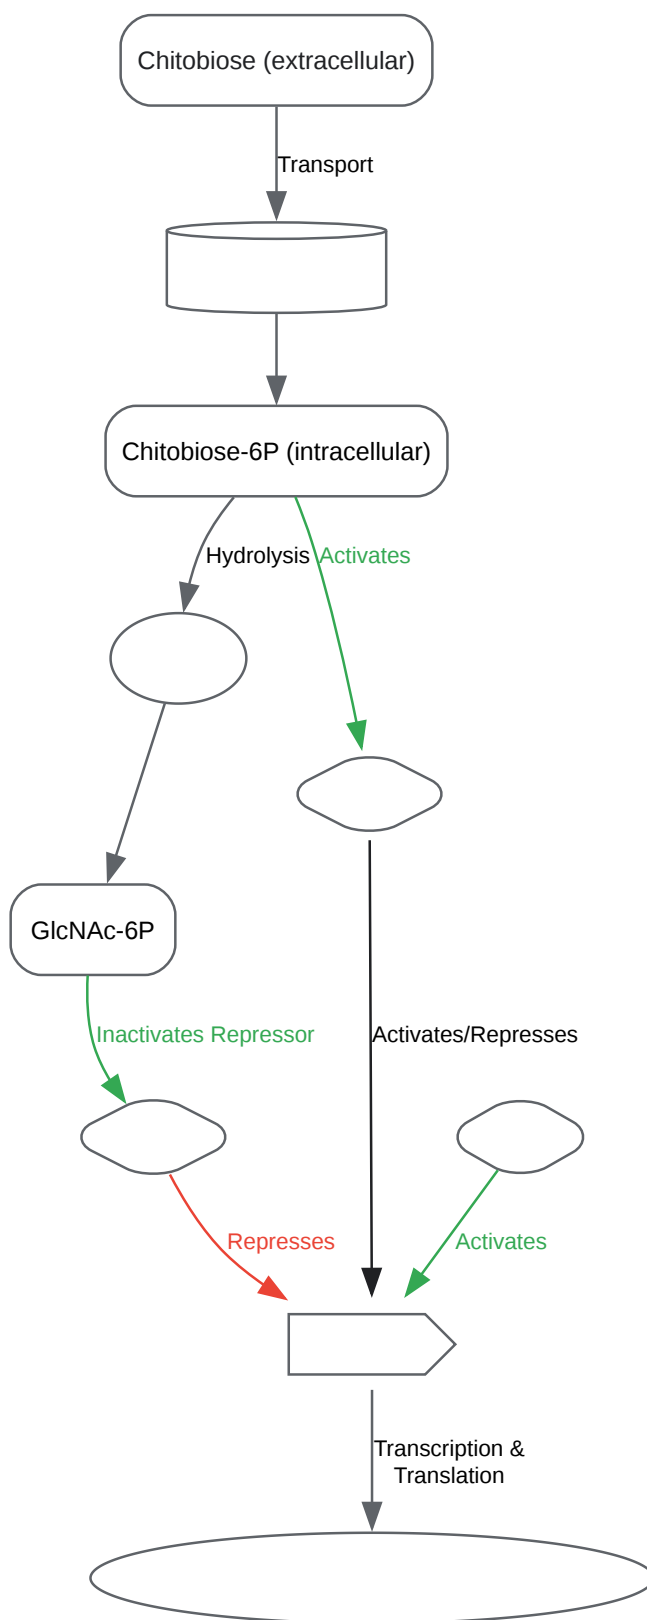 Chitobiose (extracellular)
Transport
Chitobiose-6P (intracellular)
Hydrolysis
Activates
GlcNAc-6P
Inactivates Repressor
Activates/Represses
Represses
Activates
Transcription &
Translation